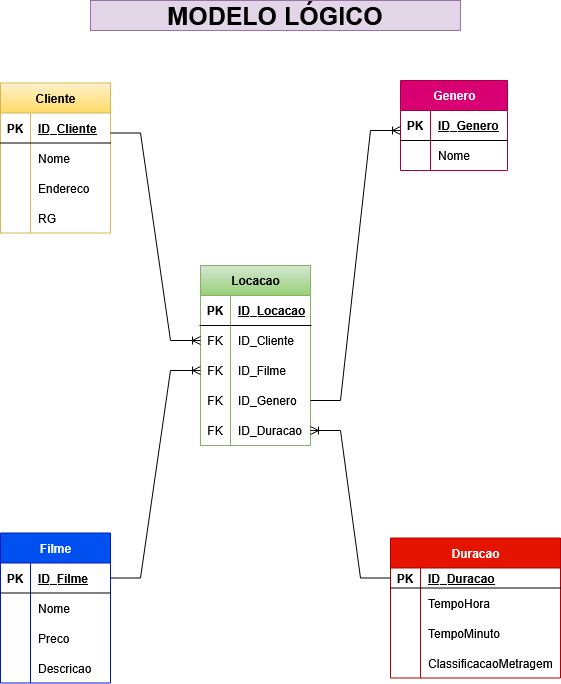 MODELO LÓGICO
Cliente
PK ID_Cliente
Nome
Endereco
RG
Genero
PK ID_Genero
Nome
Locacao
PK ID_Locacao
FK ID_Cliente
FK ID_Filme
FK ID_Genero
FK ID_Duracao
Filme
PK ID_Filme
Nome
Preco
Descricao
Duracao
PK ID_Duracao
TempoHora
TempoMinuto
ClassificacaoMetragem